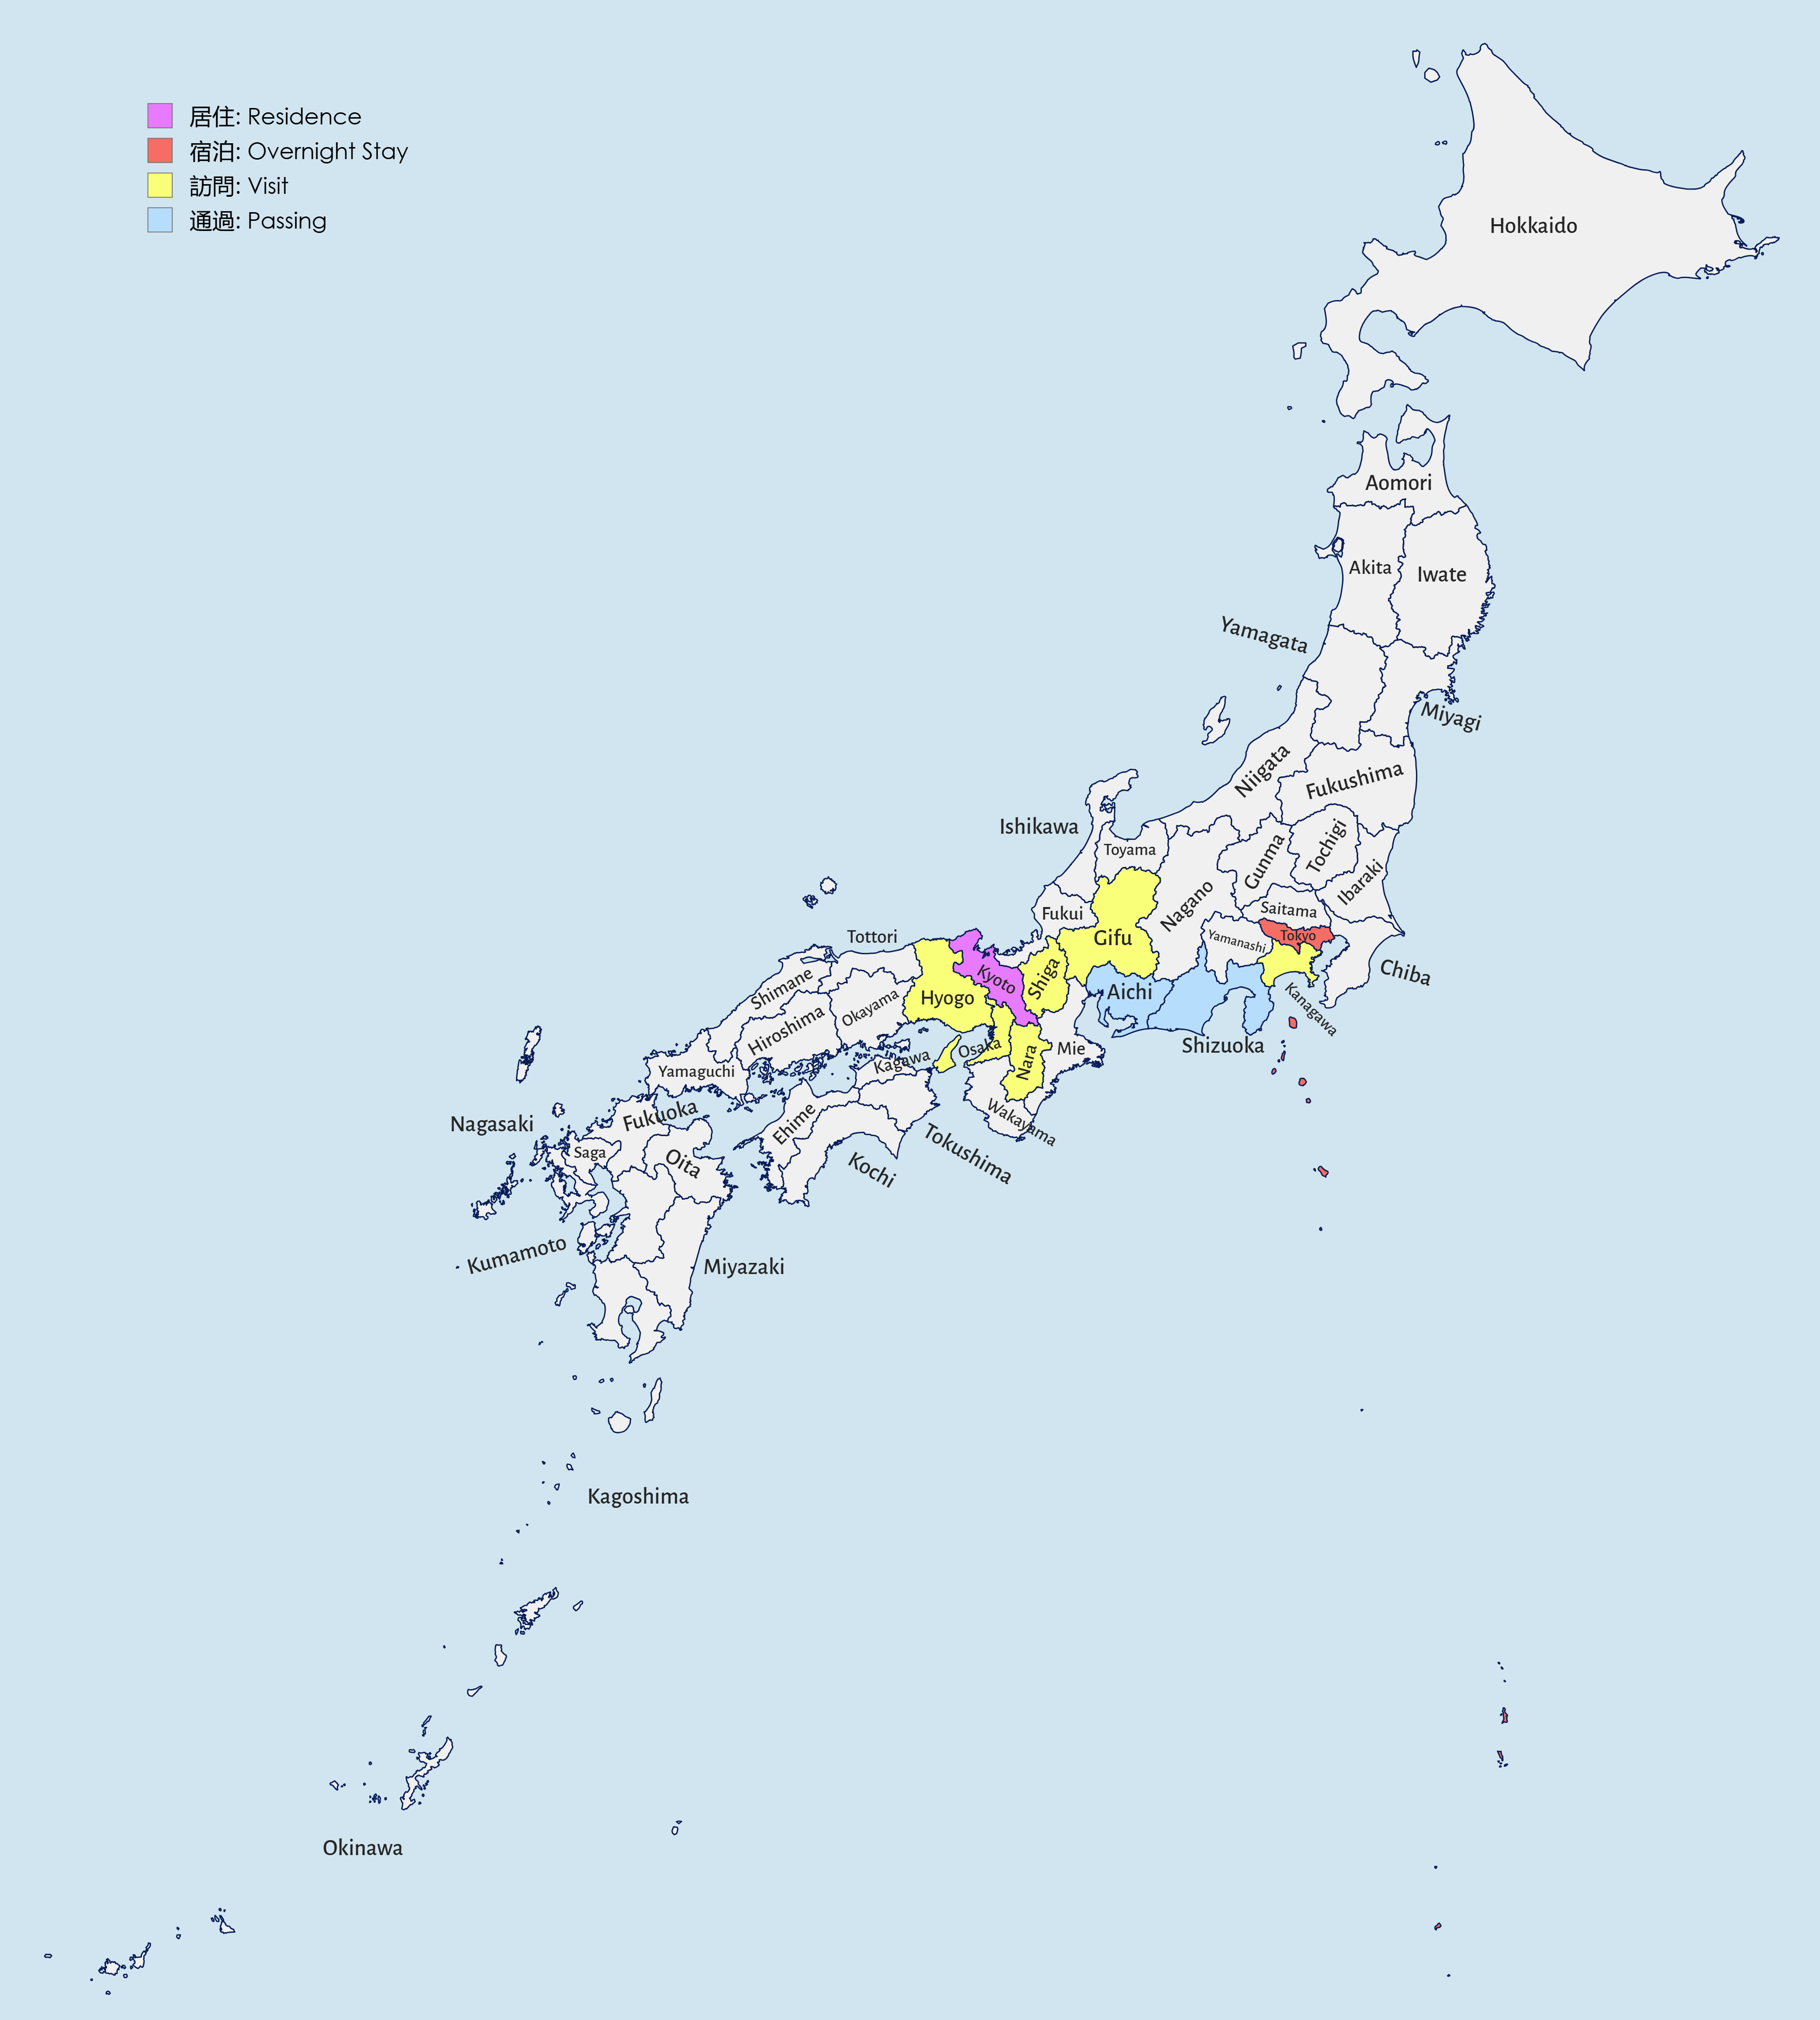 居住: Residence
宿泊: Overnight Stay
訪問: Visit
通過: Passing
Hokkaido
Aomori
Akita
Iwate
Yamagata
Miyagi
Niigata
Fukushima
Ishikawa
Toyama
Gunma
Tochigi
Ibaraki
Nagano
Saitama
Fukui
Gifu
Yamanashi
Tokyo
Chiba
Kanagawa
Tottori
Shimane
Kyoto
Shiga
Aichi
Shizuoka
Hyogo
Okayama
Hiroshima
Osaka
Nara
Mie
Yamaguchi
Kagawa
Wakayama
Ehime
Tokushima
Kochi
Nagasaki
Fukuoka
Saga
Oita
Kumamoto
Miyazaki
Kagoshima
Okinawa